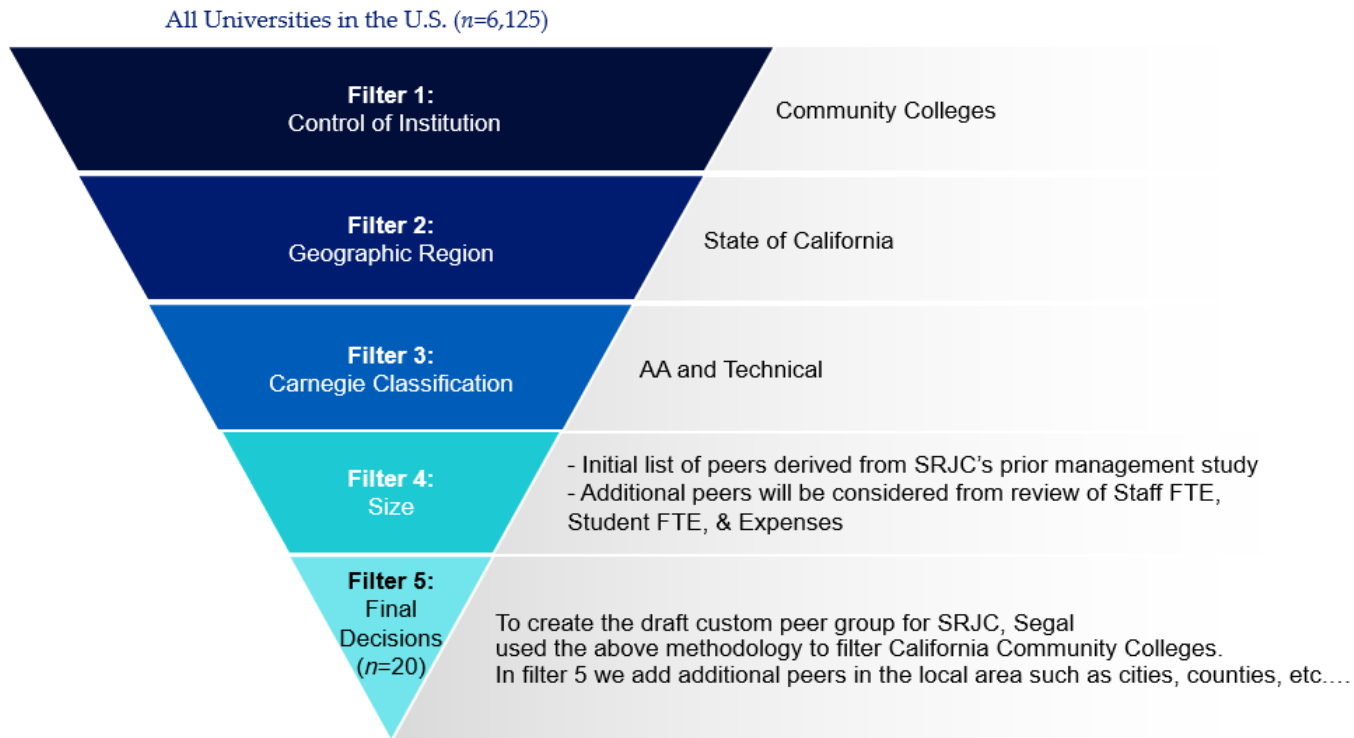 All Universities in the U.S. (n=6,125)
Filter 1:
Control of Institution
Community Colleges
Filter 2:
Geographic Region
State of California
Filter 3:
Carnegie Classification
AA and Technical
Filter 4:
Size
- Initial list of peers derived from SRJC’s prior management study
- Additional peers will be considered from review of Staff FTE,
Student FTE, & Expenses
Filter 5:
Final
Decisions
(n=20)
To create the draft custom peer group for SRJC, Segal
used the above methodology to filter California Community Colleges.
In filter 5 we add additional peers in the local area such as cities, counties, etc.…